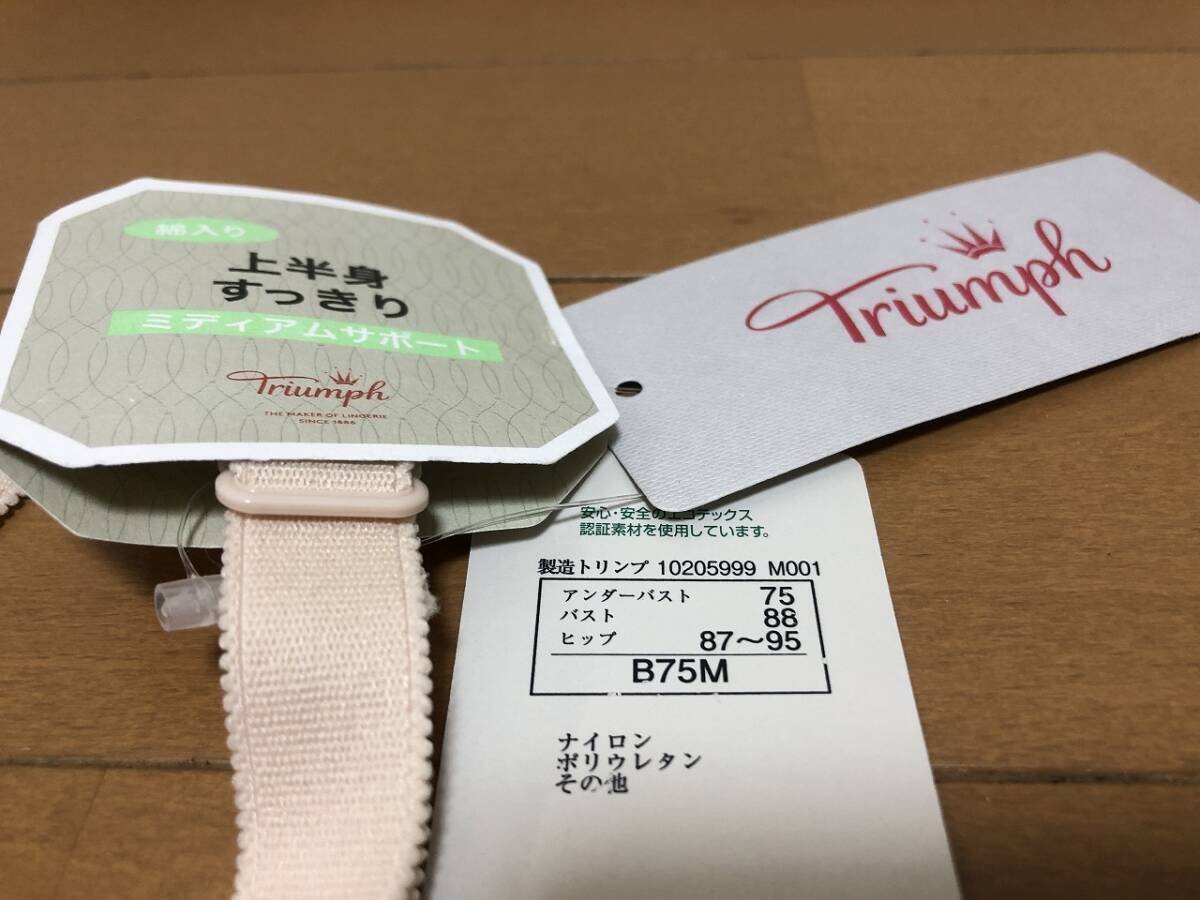 綿入り
上半身
すっきり
ミディアムサポート
Triumph
THE MAKER OF LINGERIE
SINCE 1886
Triumph
安心・安全のエコテックス
認証素材を使用しています。
製造トリンプ 10205999 M001
アンダーバスト 75
バスト 88
ヒップ 87〜95
B75M
ナイロン
ポリウレタン
その他